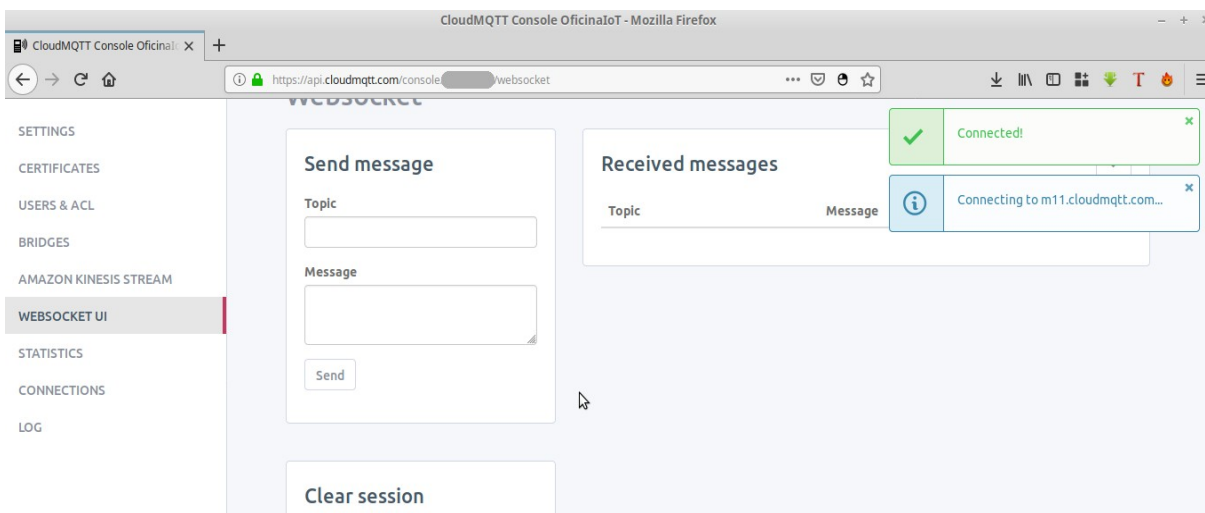 CloudMQTT Console OficinaIoT - Mozilla Firefox
CloudMQTT Console OficinaIo
https://api.cloudmqtt.com/console/ /websocket
Websocket
SETTINGS
CERTIFICATES
USERS & ACL
BRIDGES
AMAZON KINESIS STREAM
WEBSOCKET UI
STATISTICS
CONNECTIONS
LOG
Send message
Topic
Message
Send
Clear session
Received messages
Topic Message
Connected!
Connecting to m11.cloudmqtt.com...